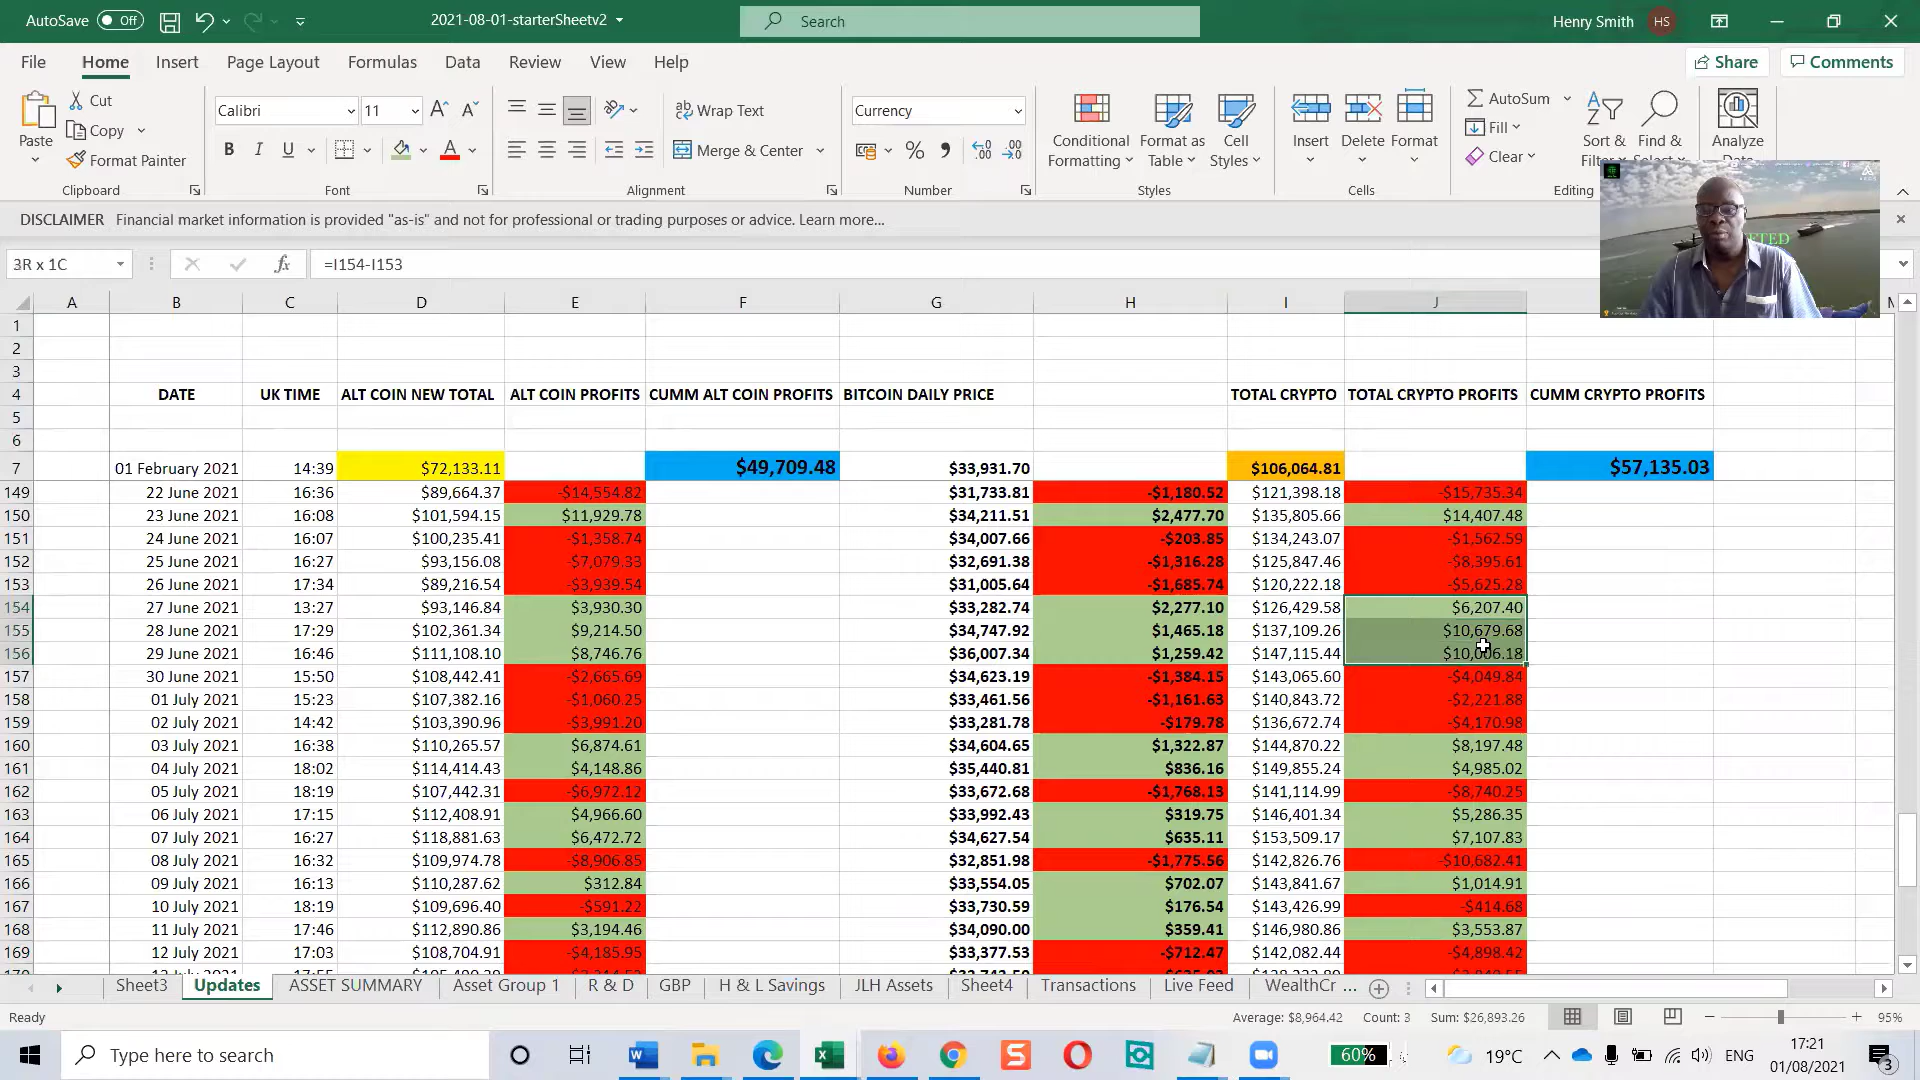 AutoSave Off 2021-08-01-starterSheetv2 Search Henry Smith HS
File Home Insert Page Layout Formulas Data Review View Help Share Comments
Paste Cut Copy Format Painter
Calibri 11 B I U
Wrap Text Merge & Center
Currency % ,
Conditional Formatting Format as Table Cell Styles
Insert Delete Format
AutoSum Fill Clear Sort & Filter Find & Select Analyze
Clipboard Font Alignment Number Styles Cells Editing
DISCLAIMER Financial market information is provided "as-is" and not for professional or trading purposes or advice. Learn more...
3R x 1C fx =I154-I153
A B C D E F G H I J
1
2
3
4 DATE UK TIME ALT COIN NEW TOTAL ALT COIN PROFITS CUMM ALT COIN PROFITS BITCOIN DAILY PRICE TOTAL CRYPTO TOTAL CRYPTO PROFITS CUMM CRYPTO PROFITS
5
6
7 01 February 2021 14:39 $72,133.11 $49,709.48 $33,931.70 $106,064.81 $57,135.03
149 22 June 2021 16:36 $89,664.37 -$14,554.82 $31,733.81 -$1,180.52 $121,398.18 -$15,735.34
150 23 June 2021 16:08 $101,594.15 $11,929.78 $34,211.51 $2,477.70 $135,805.66 $14,407.48
151 24 June 2021 16:07 $100,235.41 -$1,358.74 $34,007.66 -$203.85 $134,243.07 -$1,562.59
152 25 June 2021 16:27 $93,156.08 -$7,079.33 $32,691.38 -$1,316.28 $125,847.46 -$8,395.61
153 26 June 2021 17:34 $89,216.54 -$3,939.54 $31,005.64 -$1,685.74 $120,222.18 -$5,625.28
154 27 June 2021 13:27 $93,146.84 $3,930.30 $33,282.74 $2,277.10 $126,429.58 $6,207.40
155 28 June 2021 17:29 $102,361.34 $9,214.50 $34,747.92 $1,465.18 $137,109.26 $10,679.68
156 29 June 2021 16:46 $111,108.10 $8,746.76 $36,007.34 $1,259.42 $147,115.44 $10,006.18
157 30 June 2021 15:50 $108,442.41 -$2,665.69 $34,623.19 -$1,384.15 $143,065.60 -$4,049.84
158 01 July 2021 15:23 $107,382.16 -$1,060.25 $33,461.56 -$1,161.63 $140,843.72 -$2,221.88
159 02 July 2021 14:42 $103,390.96 -$3,991.20 $33,281.78 -$179.78 $136,672.74 -$4,170.98
160 03 July 2021 16:38 $110,265.57 $6,874.61 $34,604.65 $1,322.87 $144,870.22 $8,197.48
161 04 July 2021 18:02 $114,414.43 $4,148.86 $35,440.81 $836.16 $149,855.24 $4,985.02
162 05 July 2021 18:19 $107,442.31 -$6,972.12 $33,672.68 -$1,768.13 $141,114.99 -$8,740.25
163 06 July 2021 17:15 $112,408.91 $4,966.60 $33,992.43 $319.75 $146,401.34 $5,286.35
164 07 July 2021 16:27 $118,881.63 $6,472.72 $34,627.54 $635.11 $153,509.17 $7,107.83
165 08 July 2021 16:32 $109,974.78 -$8,906.85 $32,851.98 -$1,775.56 $142,826.76 -$10,682.41
166 09 July 2021 16:13 $110,287.62 $312.84 $33,554.05 $702.07 $143,841.67 $1,014.91
167 10 July 2021 18:19 $109,696.40 -$591.22 $33,730.59 $176.54 $143,426.99 -$414.68
168 11 July 2021 17:46 $112,890.86 $3,194.46 $34,090.00 $359.41 $146,980.86 $3,553.87
169 12 July 2021 17:03 $108,704.91 -$4,185.95 $33,377.53 -$712.47 $142,082.44 -$4,898.42
Sheet3 Updates ASSET SUMMARY Asset Group 1 R & D GBP H & L Savings JLH Assets Sheet4 Transactions Live Feed WealthCr ...
Ready Average: $8,964.42 Count: 3 Sum: $26,893.26 95%
Type here to search 60% 19°C ENG 17:21
01/08/2021 3